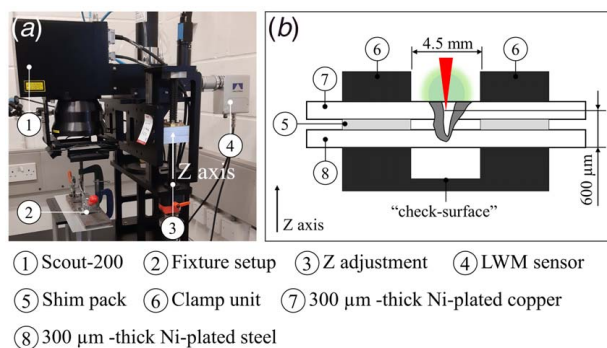 (a)
1
2
Z axis
3
4
(b)
6
4.5 mm
6
7
5
8
600 µm
Z axis
“check-surface”
1 Scout-200 2 Fixture setup 3 Z adjustment 4 LWM sensor
5 Shim pack 6 Clamp unit 7 300 µm -thick Ni-plated copper
8 300 µm -thick Ni-plated steel